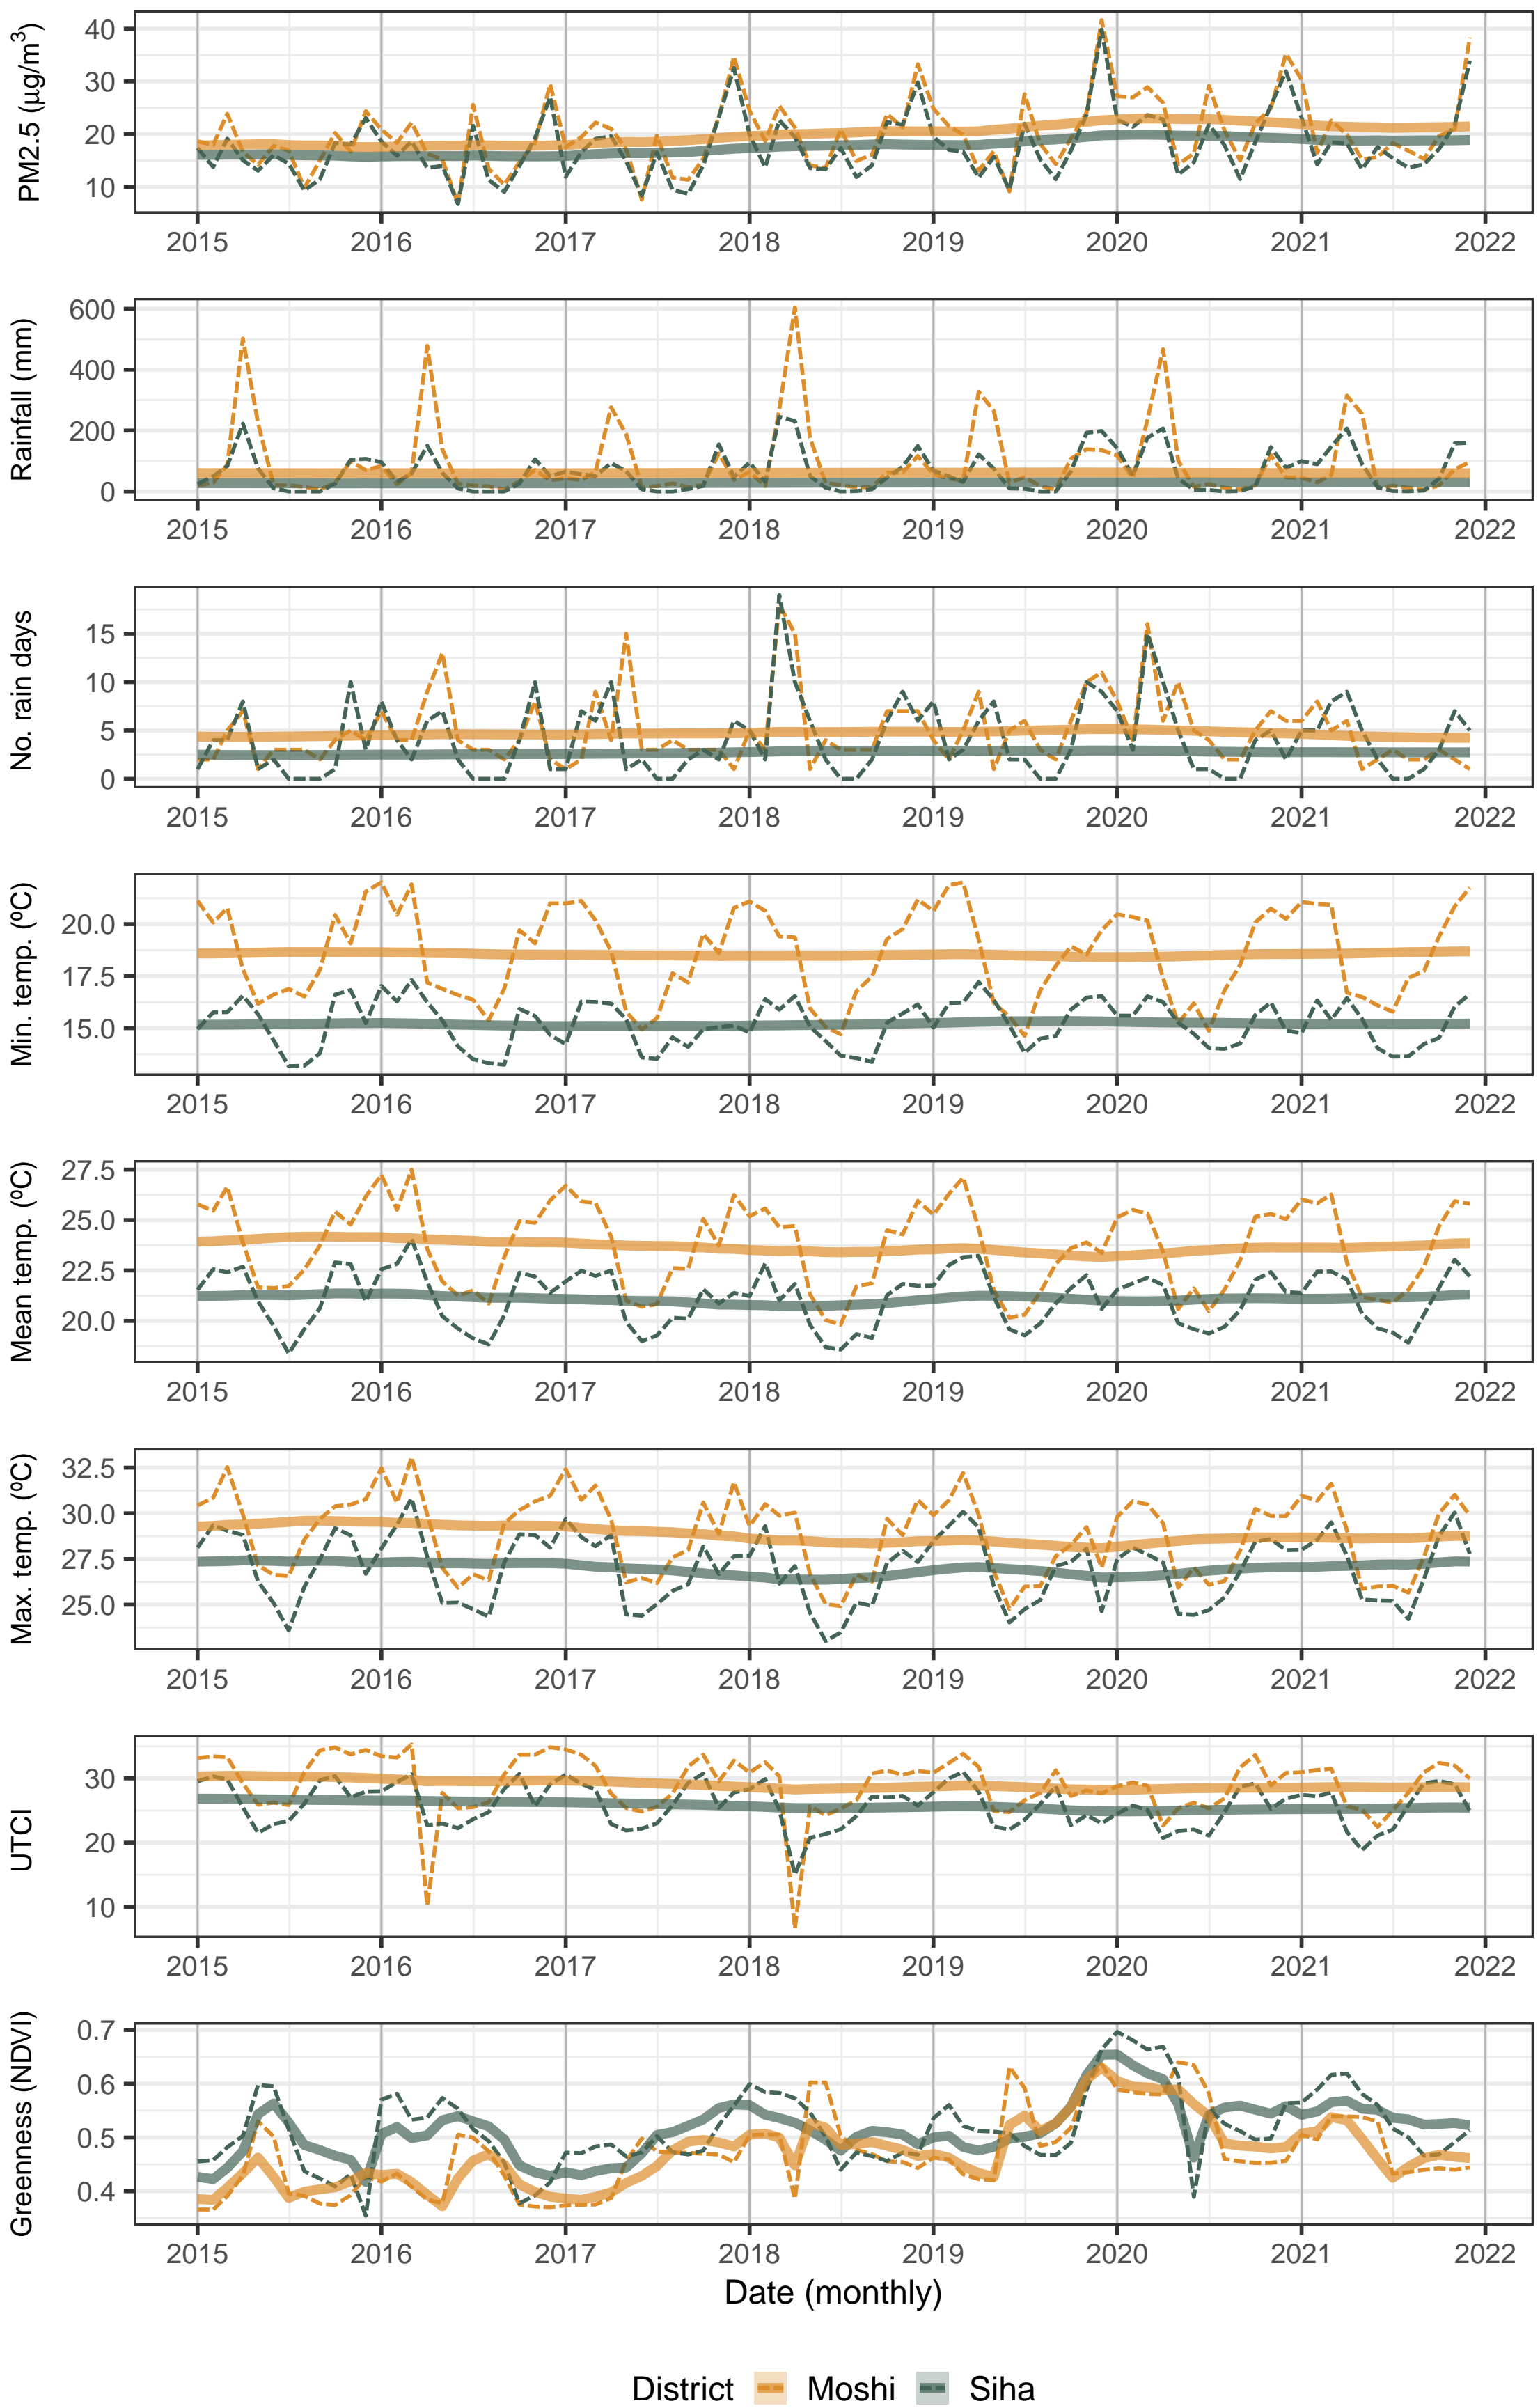 PM2.5 (µg/m³)
40
30
20
10
2015 2016 2017 2018 2019 2020 2021 2022
Rainfall (mm)
600
400
200
0
2015 2016 2017 2018 2019 2020 2021 2022
No. rain days
15
10
5
0
2015 2016 2017 2018 2019 2020 2021 2022
Min. temp. (ºC)
20.0
17.5
15.0
2015 2016 2017 2018 2019 2020 2021 2022
Mean temp. (ºC)
27.5
25.0
22.5
20.0
2015 2016 2017 2018 2019 2020 2021 2022
Max. temp. (ºC)
32.5
30.0
27.5
25.0
2015 2016 2017 2018 2019 2020 2021 2022
UTCI
30
20
10
2015 2016 2017 2018 2019 2020 2021 2022
Greenness (NDVI)
0.7
0.6
0.5
0.4
2015 2016 2017 2018 2019 2020 2021 2022
Date (monthly)
District Moshi Siha